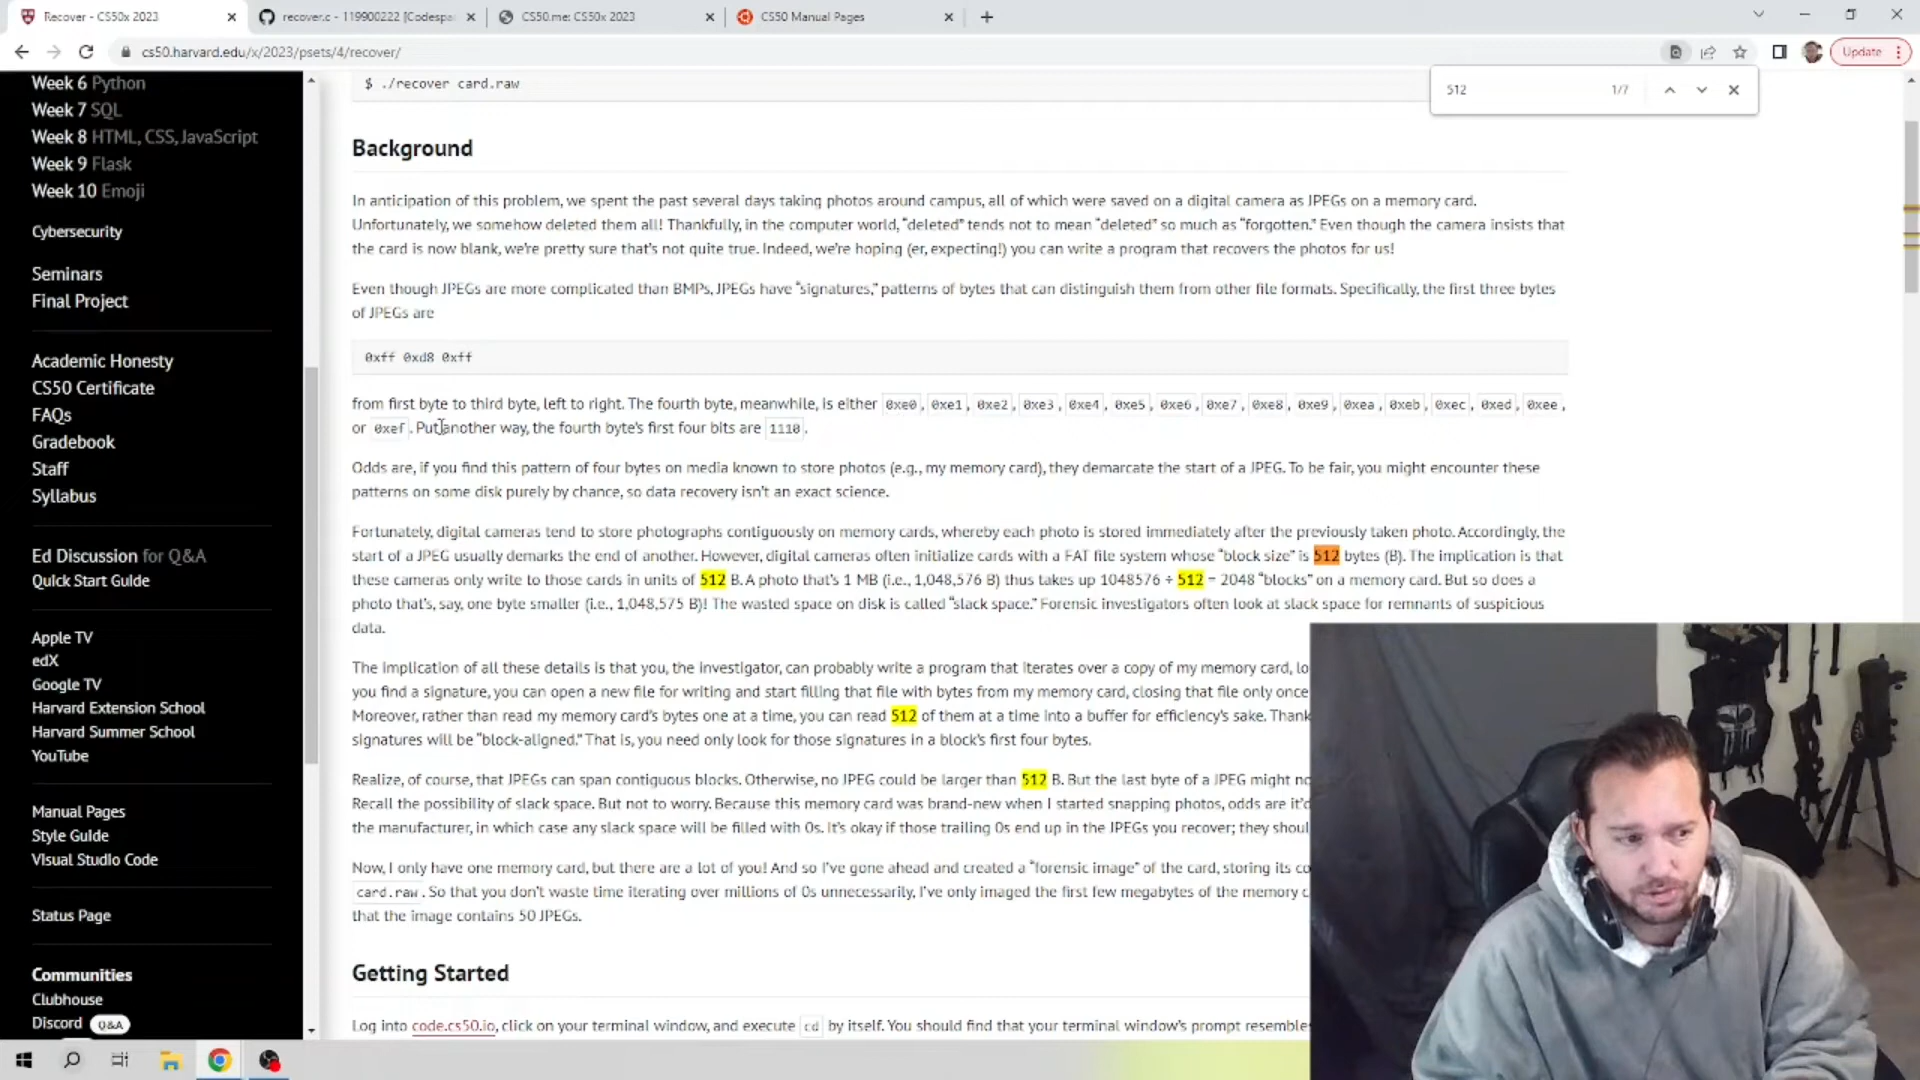 Recover - CS50x 2023
recover.c - 119900222 [Codespa
CS50.me: CS50x 2023
CS50 Manual Pages
cs50.harvard.edu/x/2023/psets/4/recover/
Update
512
1/7
Week 6 Python
Week 7 SQL
Week 8 HTML, CSS, JavaScript
Week 9 Flask
Week 10 Emoji
Cybersecurity
Seminars
Final Project
Academic Honesty
CS50 Certificate
FAQs
Gradebook
Staff
Syllabus
Ed Discussion for Q&A
Quick Start Guide
Apple TV
edX
Google TV
Harvard Extension School
Harvard Summer School
YouTube
Manual Pages
Style Guide
Visual Studio Code
Status Page
Communities
Clubhouse
Discord Q&A
$ ./recover card.raw
Background
In anticipation of this problem, we spent the past several days taking photos around campus, all of which were saved on a digital camera as JPEGs on a memory card.
Unfortunately, we somehow deleted them all! Thankfully, in the computer world, “deleted” tends not to mean “deleted” so much as “forgotten.” Even though the camera insists that
the card is now blank, we’re pretty sure that’s not quite true. Indeed, we’re hoping (er, expecting!) you can write a program that recovers the photos for us!
Even though JPEGs are more complicated than BMPs, JPEGs have “signatures,” patterns of bytes that can distinguish them from other file formats. Specifically, the first three bytes
of JPEGs are
0xff 0xd8 0xff
from first byte to third byte, left to right. The fourth byte, meanwhile, is either 0xe0, 0xe1, 0xe2, 0xe3, 0xe4, 0xe5, 0xe6, 0xe7, 0xe8, 0xe9, 0xea, 0xeb, 0xec, 0xed, 0xee,
or 0xef. Put another way, the fourth byte’s first four bits are 1110.
Odds are, if you find this pattern of four bytes on media known to store photos (e.g., my memory card), they demarcate the start of a JPEG. To be fair, you might encounter these
patterns on some disk purely by chance, so data recovery isn’t an exact science.
Fortunately, digital cameras tend to store photographs contiguously on memory cards, whereby each photo is stored immediately after the previously taken photo. Accordingly, the
start of a JPEG usually demarks the end of another. However, digital cameras often initialize cards with a FAT file system whose “block size” is 512 bytes (B). The implication is that
these cameras only write to those cards in units of 512 B. A photo that’s 1 MB (i.e., 1,048,576 B) thus takes up 1048576 ÷ 512 = 2048 “blocks” on a memory card. But so does a
photo that’s, say, one byte smaller (i.e., 1,048,575 B)! The wasted space on disk is called “slack space.” Forensic investigators often look at slack space for remnants of suspicious
data.
The implication of all these details is that you, the investigator, can probably write a program that iterates over a copy of my memory card, lo
you find a signature, you can open a new file for writing and start filling that file with bytes from my memory card, closing that file only once
Moreover, rather than read my memory card’s bytes one at a time, you can read 512 of them at a time into a buffer for efficiency’s sake. Thank
signatures will be “block-aligned.” That is, you need only look for those signatures in a block’s first four bytes.
Realize, of course, that JPEGs can span contiguous blocks. Otherwise, no JPEG could be larger than 512 B. But the last byte of a JPEG might no
Recall the possibility of slack space. But not to worry. Because this memory card was brand-new when I started snapping photos, odds are it’d
the manufacturer, in which case any slack space will be filled with 0s. It’s okay if those trailing 0s end up in the JPEGs you recover; they shoul
Now, I only have one memory card, but there are a lot of you! And so I’ve gone ahead and created a “forensic image” of the card, storing its co
card.raw. So that you don’t waste time iterating over millions of 0s unnecessarily, I’ve only imaged the first few megabytes of the memory c
that the image contains 50 JPEGs.
Getting Started
Log into code.cs50.io, click on your terminal window, and execute cd by itself. You should find that your terminal window’s prompt resemble